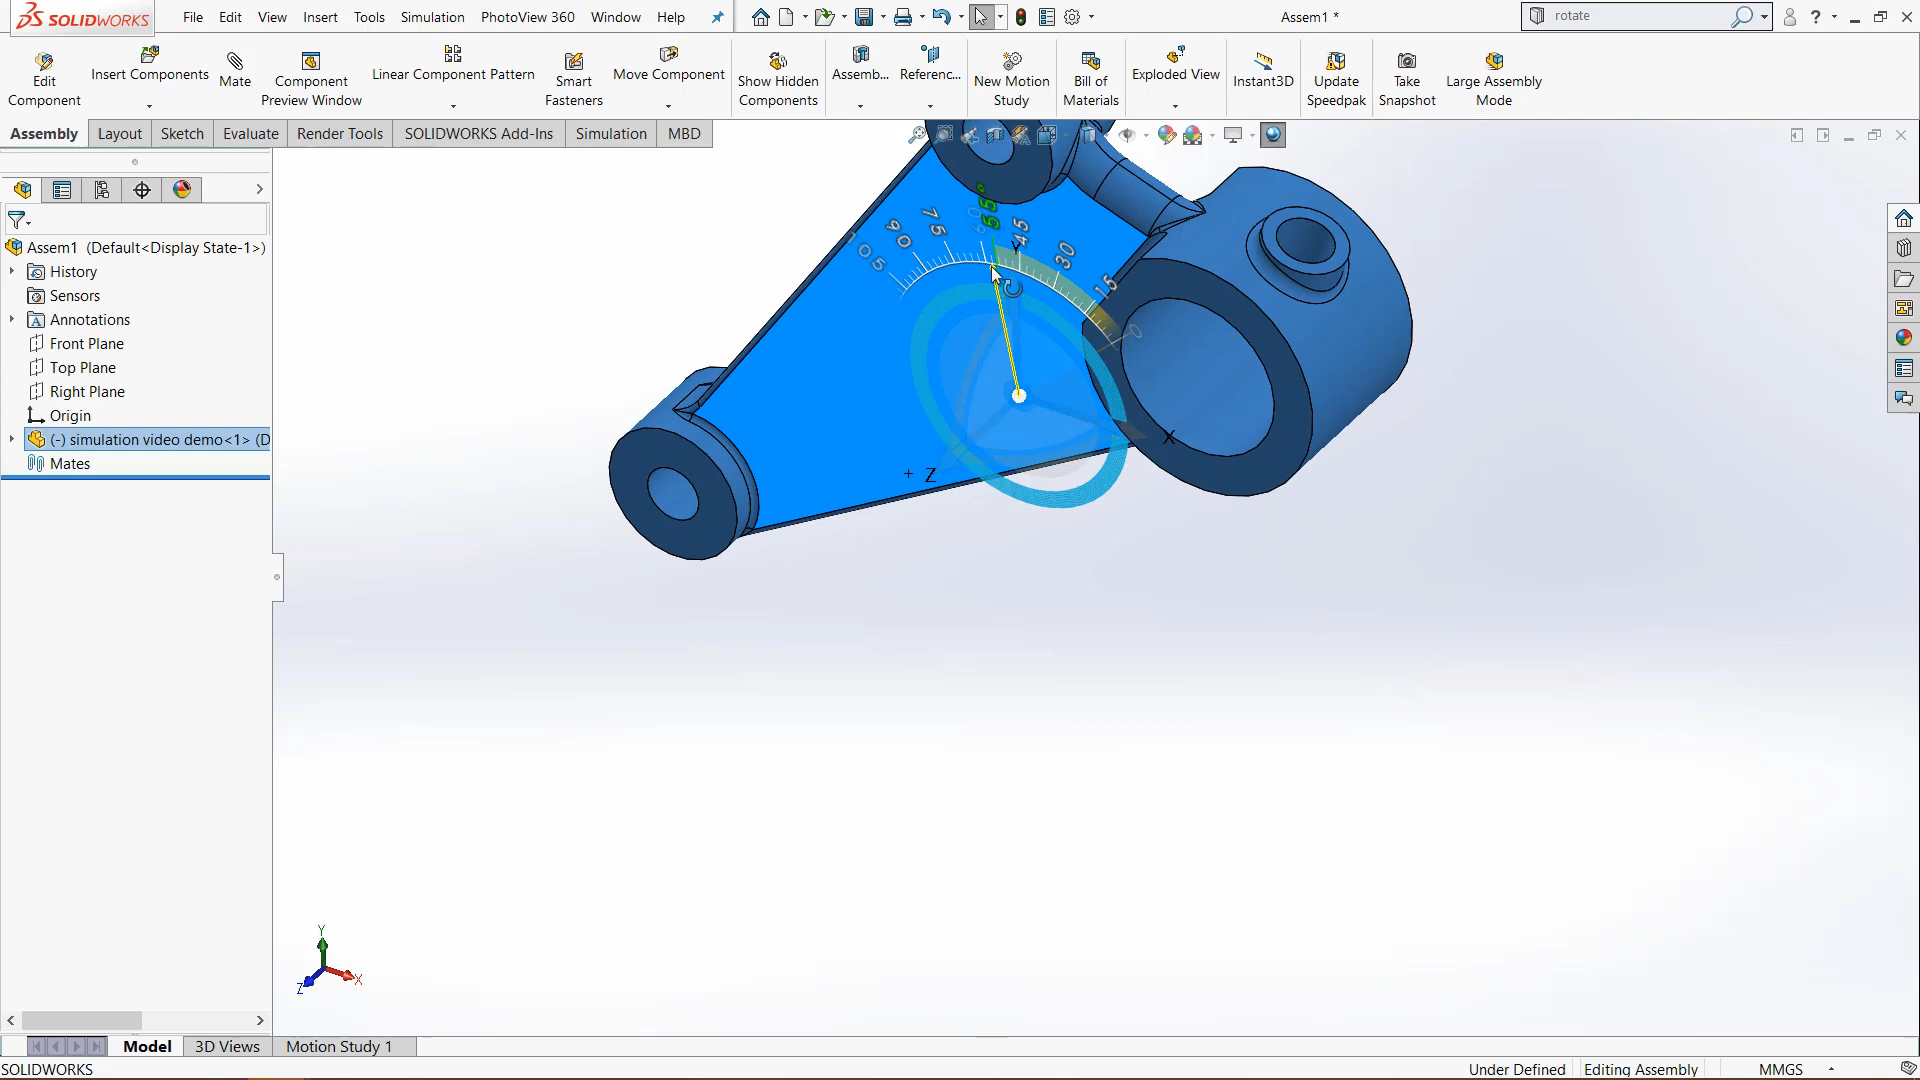 SOLIDWORKS
File Edit View Insert Tools Simulation PhotoView 360 Window Help
Assem1 *
rotate
Edit Component
Insert Components
Mate
Component Preview Window
Linear Component Pattern
Smart Fasteners
Move Component
Show Hidden Components
Assemb...
Referenc...
New Motion Study
Bill of Materials
Exploded View
Instant3D
Update Speedpak
Take Snapshot
Large Assembly Mode
Assembly Layout Sketch Evaluate Render Tools SOLIDWORKS Add-Ins Simulation MBD
Assem1 (Default<Display State-1>)
History
Sensors
Annotations
Front Plane
Top Plane
Right Plane
Origin
(-) simulation video demo<1> (D
Mates
105 90 75 60 55° 45 30 15 0
Y
X
Z
Y
X
Z
Model 3D Views Motion Study 1
SOLIDWORKS
Under Defined Editing Assembly MMGS